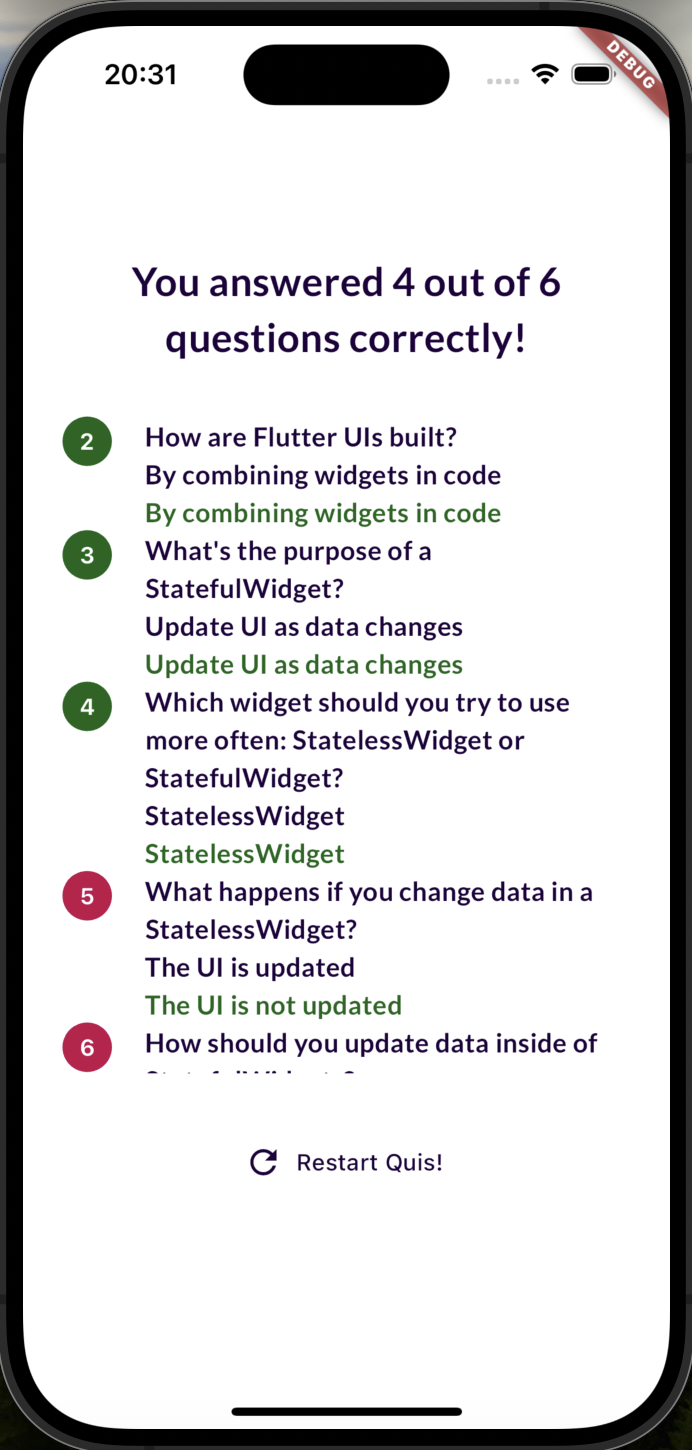 20:31
DEBUG
You answered 4 out of 6
questions correctly!
2
How are Flutter UIs built?
By combining widgets in code
By combining widgets in code
3
What's the purpose of a
StatefulWidget?
Update UI as data changes
Update UI as data changes
4
Which widget should you try to use
more often: StatelessWidget or
StatefulWidget?
StatelessWidget
StatelessWidget
5
What happens if you change data in a
StatelessWidget?
The UI is updated
The UI is not updated
6
How should you update data inside of
Restart Quis!